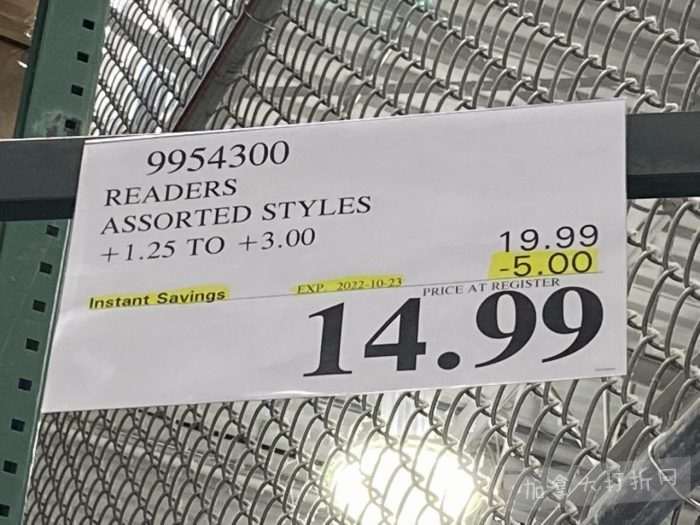 9954300
READERS
ASSORTED STYLES
+1.25 TO +3.00
19.99
-5.00
Instant Savings
EXP. 2022-10-23
PRICE AT REGISTER
14.99
加拿大打折网